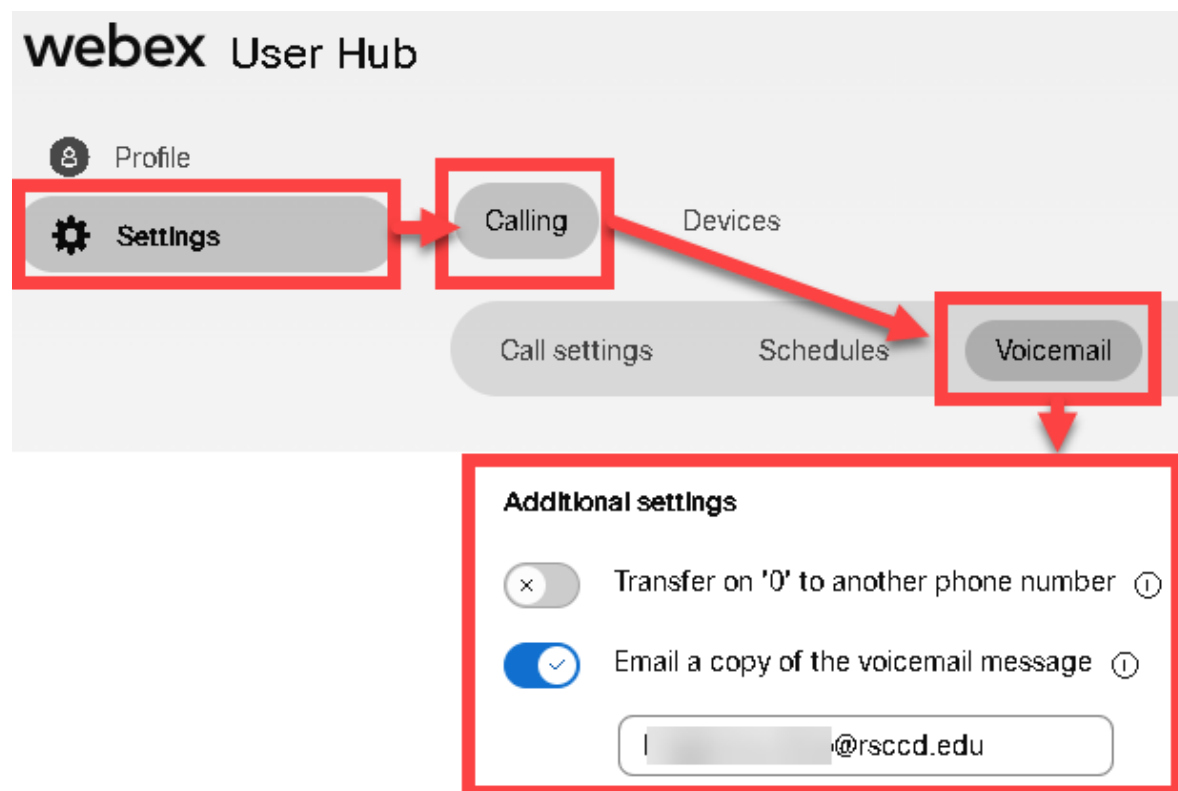 webex User Hub
Profile
Settings
Calling Devices
Call settings Schedules Voicemail
Additional settings
Transfer on '0' to another phone number
Email a copy of the voicemail message
@rsccd.edu